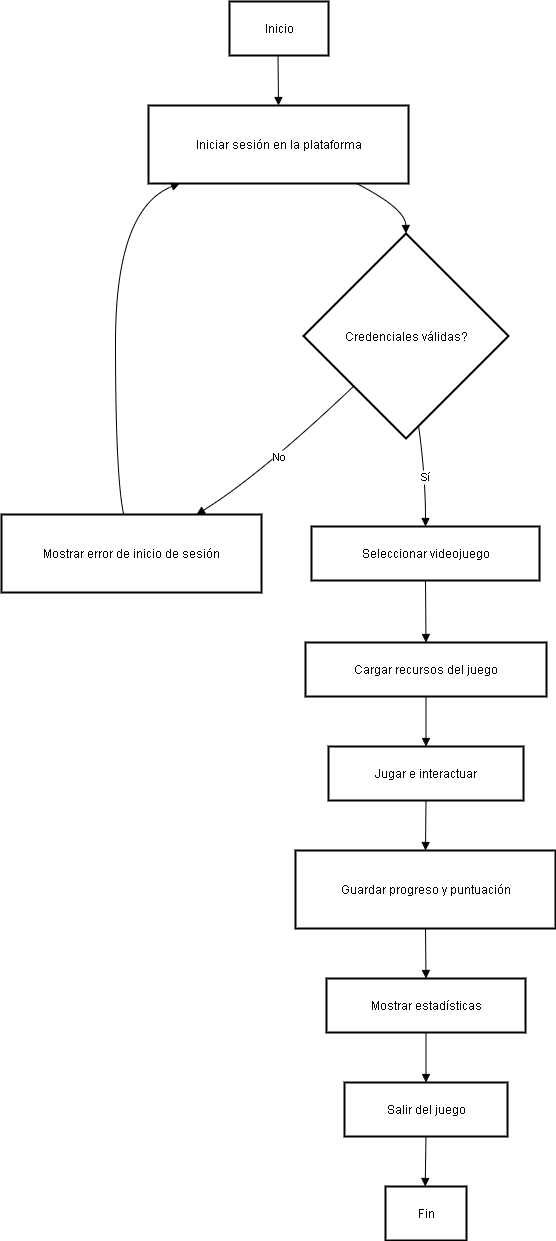 Inicio
Iniciar sesión en la plataforma
Credenciales válidas?
No
Sí
Mostrar error de inicio de sesión
Seleccionar videojuego
Cargar recursos del juego
Jugar e interactuar
Guardar progreso y puntuación
Mostrar estadísticas
Salir del juego
Fin